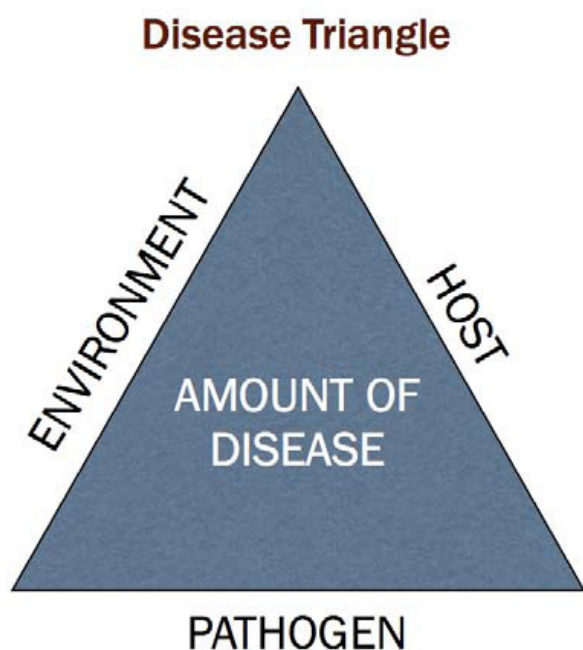 Disease Triangle
ENVIRONMENT
HOST
AMOUNT OF
DISEASE
PATHOGEN